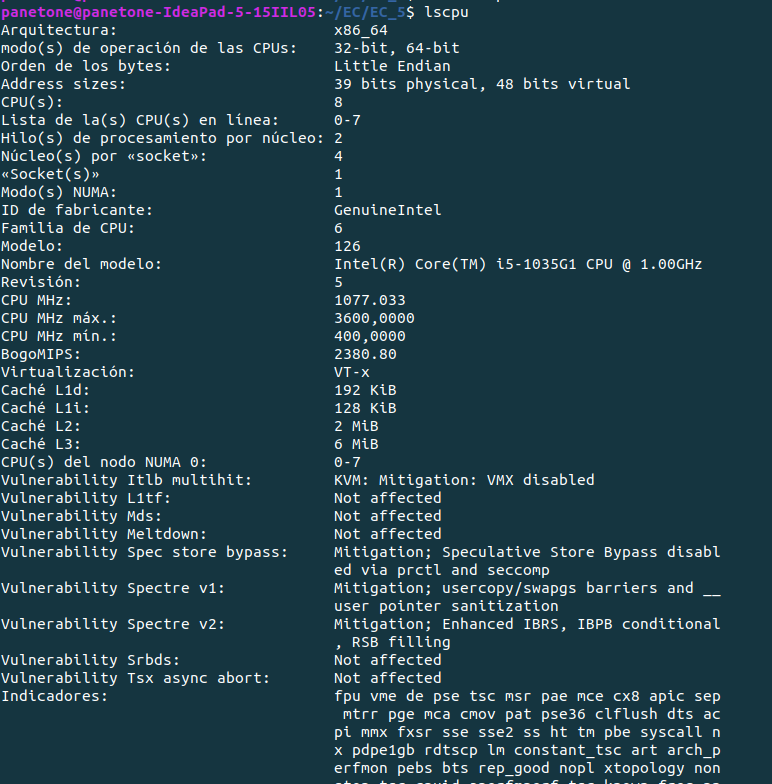 panetone@panetone-IdeaPad-5-15IIL05:~/EC/EC_5$ lscpu
Arquitectura: x86_64
modo(s) de operación de las CPUs: 32-bit, 64-bit
Orden de los bytes: Little Endian
Address sizes: 39 bits physical, 48 bits virtual
CPU(s): 8
Lista de la(s) CPU(s) en línea: 0-7
Hilo(s) de procesamiento por núcleo: 2
Núcleo(s) por «socket»: 4
«Socket(s)» 1
Modo(s) NUMA: 1
ID de fabricante: GenuineIntel
Familia de CPU: 6
Modelo: 126
Nombre del modelo: Intel(R) Core(TM) i5-1035G1 CPU @ 1.00GHz
Revisión: 5
CPU MHz: 1077.033
CPU MHz máx.: 3600,0000
CPU MHz mín.: 400,0000
BogoMIPS: 2380.80
Virtualización: VT-x
Caché L1d: 192 KiB
Caché L1i: 128 KiB
Caché L2: 2 MiB
Caché L3: 6 MiB
CPU(s) del nodo NUMA 0: 0-7
Vulnerability Itlb multihit: KVM: Mitigation: VMX disabled
Vulnerability L1tf: Not affected
Vulnerability Mds: Not affected
Vulnerability Meltdown: Not affected
Vulnerability Spec store bypass: Mitigation; Speculative Store Bypass disabl
ed via prctl and seccomp
Vulnerability Spectre v1: Mitigation; usercopy/swapgs barriers and __
user pointer sanitization
Vulnerability Spectre v2: Mitigation; Enhanced IBRS, IBPB conditional
, RSB filling
Vulnerability Srbds: Not affected
Vulnerability Tsx async abort: Not affected
Indicadores: fpu vme de pse tsc msr pae mce cx8 apic sep
mtrr pge mca cmov pat pse36 clflush dts ac
pi mmx fxsr sse sse2 ss ht tm pbe syscall n
x pdpe1gb rdtscp lm constant_tsc art arch_p
erfmon pebs bts rep_good nopl xtopology non